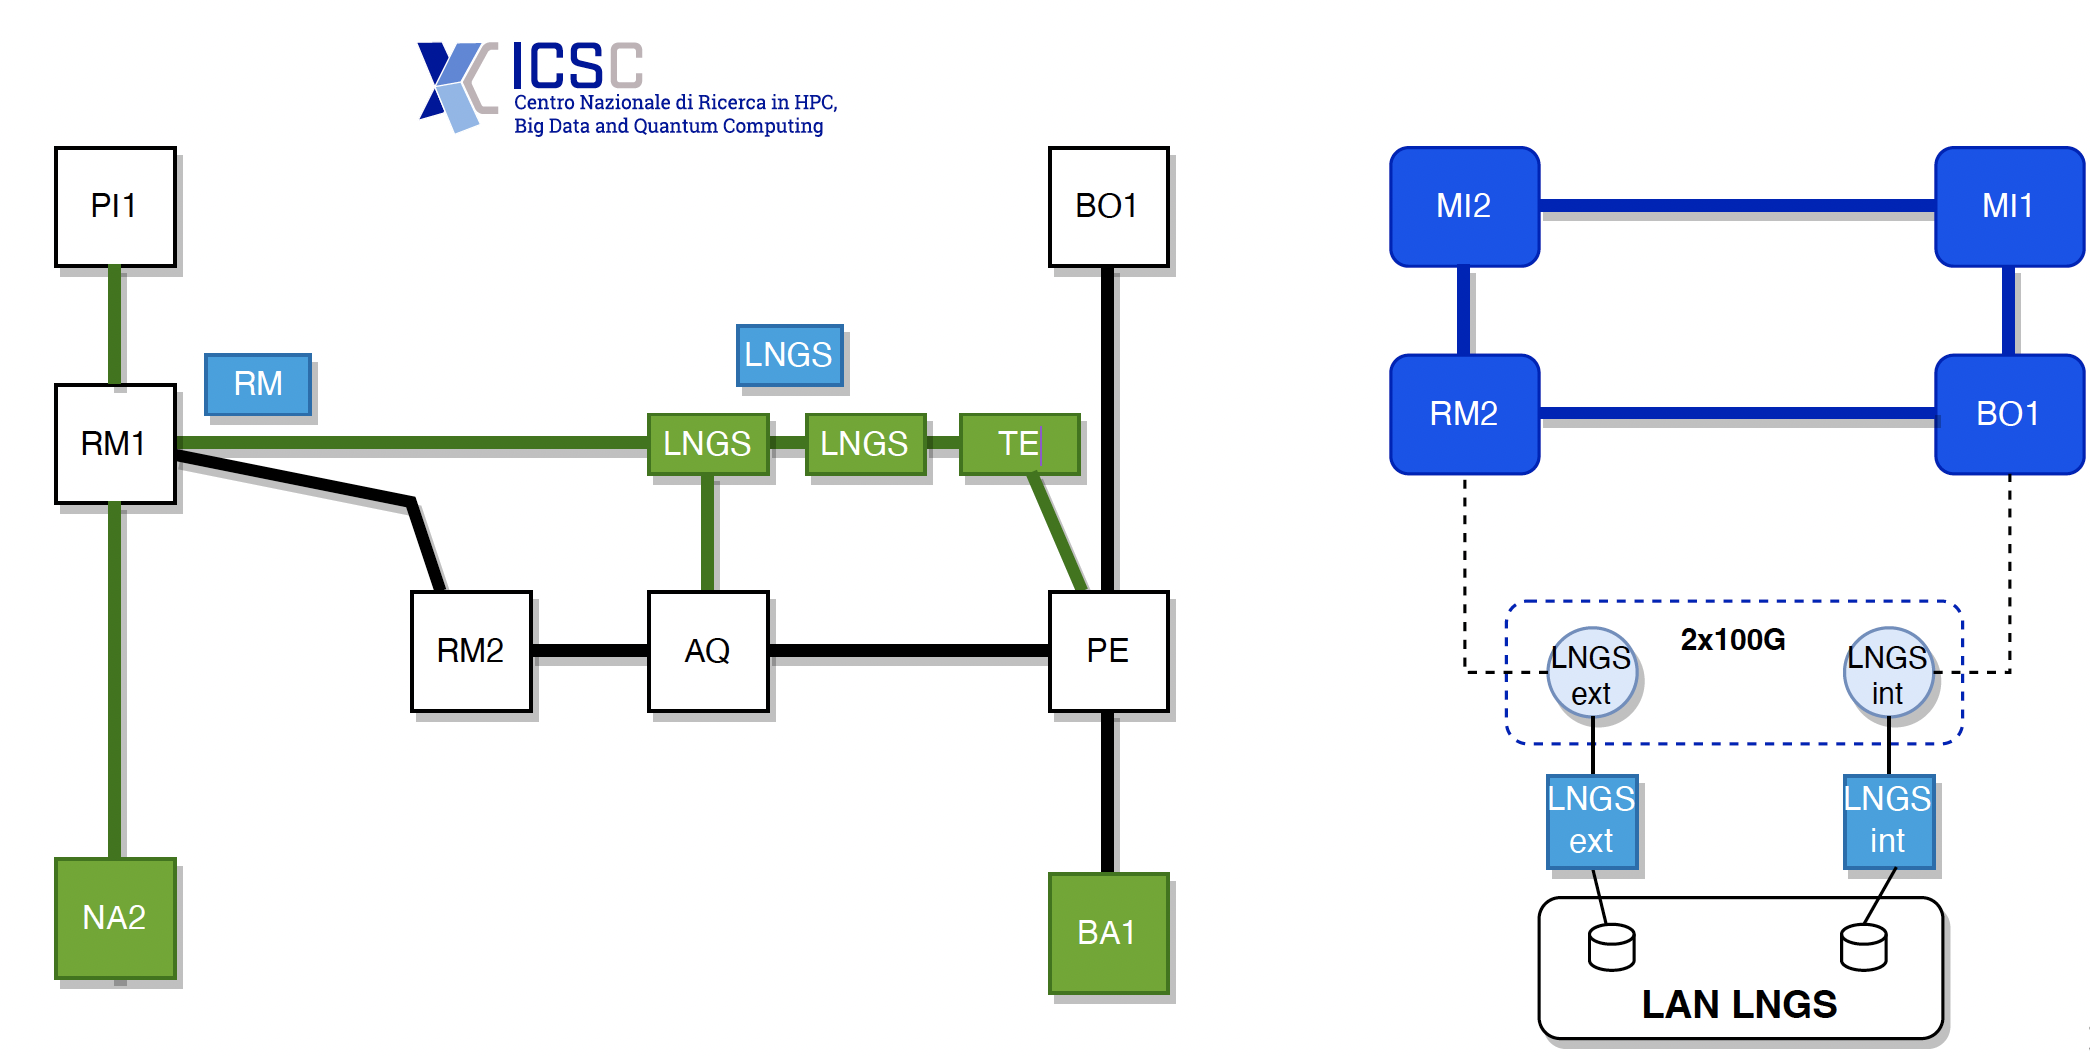 ICSC
Centro Nazionale di Ricerca in HPC,
Big Data and Quantum Computing
PI1
BO1
RM
LNGS
RM1
LNGS
LNGS
TE
RM2
AQ
PE
NA2
BA1
MI2
MI1
RM2
BO1
2x100G
LNGS
ext
LNGS
int
LNGS
ext
LNGS
int
LAN LNGS